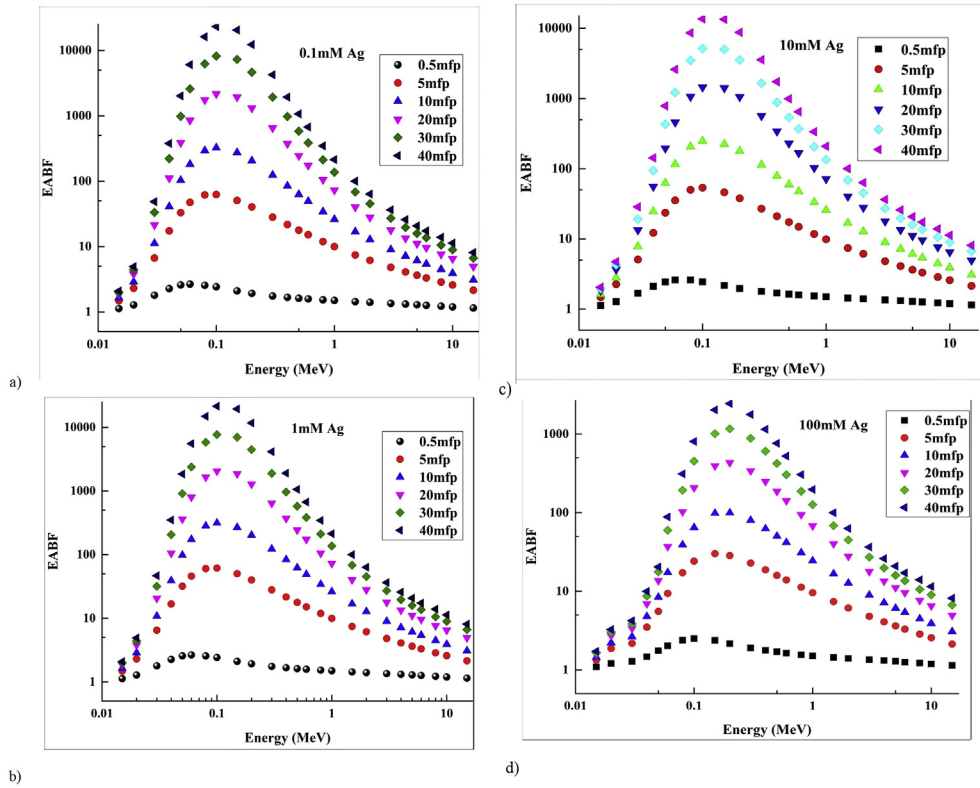 a)
0.1mM Ag
0.5mfp
5mfp
10mfp
20mfp
30mfp
40mfp
EABF
10000
1000
100
10
1
0.01
0.1
1
10
Energy (MeV)
c)
10mM Ag
0.5mfp
5mfp
10mfp
20mfp
30mfp
40mfp
EABF
10000
1000
100
10
1
0.01
0.1
1
10
Energy (MeV)
a)
c)
1mM Ag
0.5mfp
5mfp
10mfp
20mfp
30mfp
40mfp
EABF
10000
1000
100
10
1
0.01
0.1
1
10
Energy (MeV)
b)
100mM Ag
0.5mfp
5mfp
10mfp
20mfp
30mfp
40mfp
EABF
1000
100
10
1
0.01
0.1
1
10
Energy (MeV)
d)